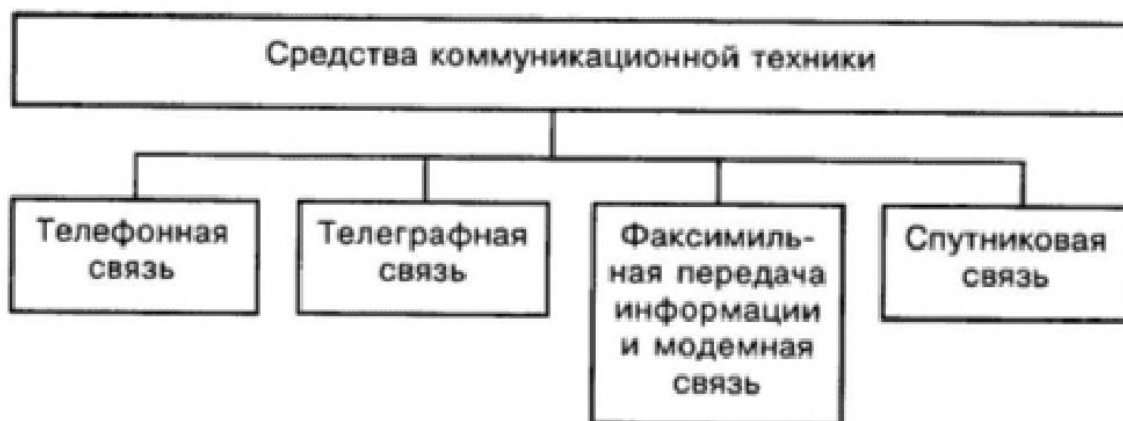 Средства коммуникационной техники
Телефонная
связь
Телеграфная
связь
Факсимиль-
ная передача
информации
и модемная
связь
Спутниковая
связь